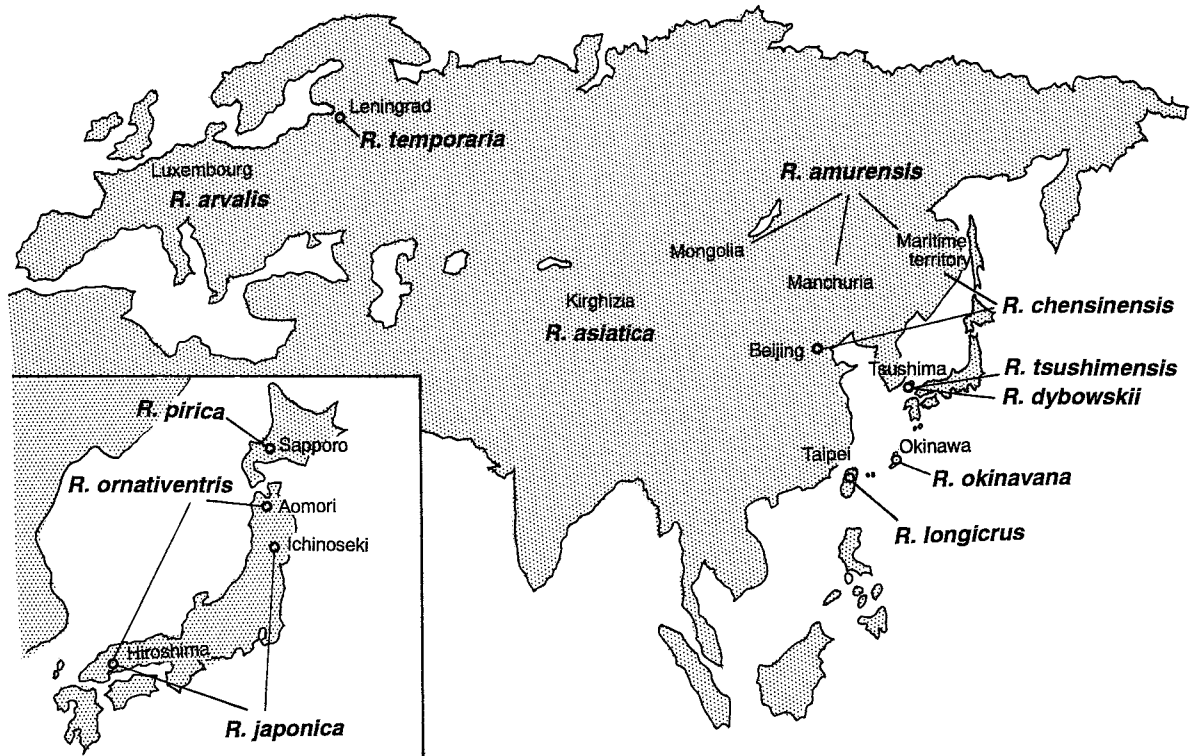 Leningrad
R. temporaria
Luxembourg
R. arvalis
R. amurensis
Mongolia
Maritime
territory
Manchuria
Kirghizia
R. asiatica
R. chensinensis
Beijing
Tsushima
R. tsushimensis
R. dybowskii
Taipei
Okinawa
R. okinavana
R. longicrus
R. pirica
Sapporo
R. ornativentris
Aomori
Ichinoseki
Hiroshima
R. japonica